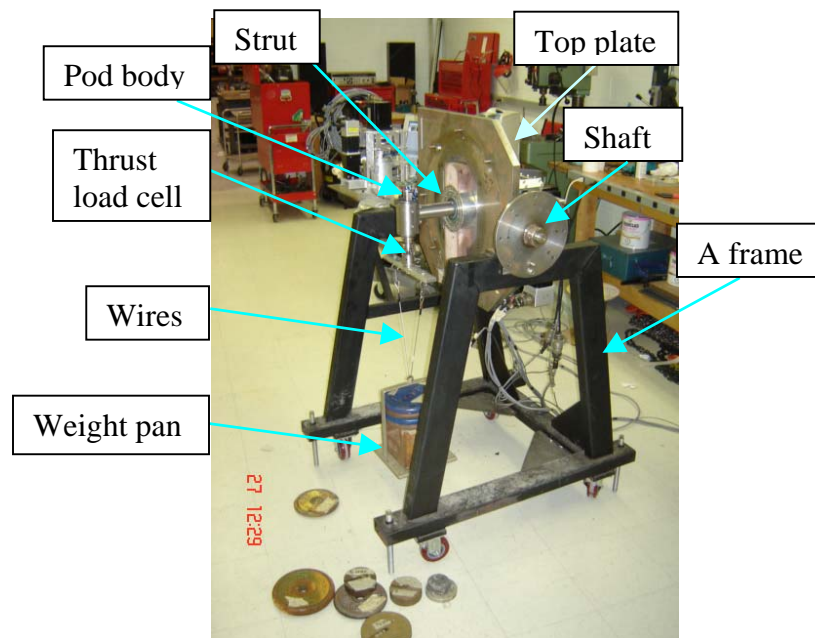 Strut
Top plate
Pod body
Shaft
Thrust
load cell
A frame
Wires
Weight pan
27 12:29